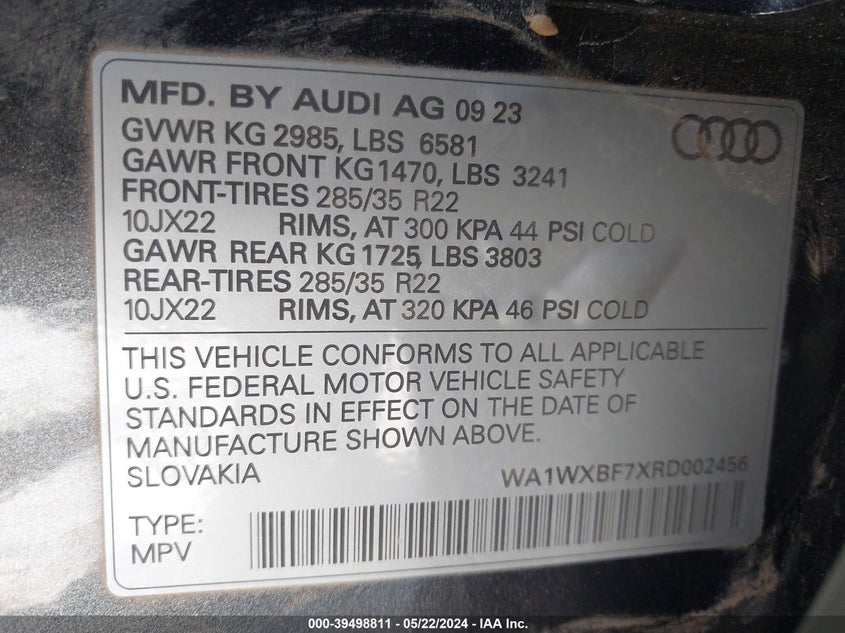 MFD. BY AUDI AG 09 23
GVWR KG 2985, LBS 6581
GAWR FRONT KG1470, LBS 3241
FRONT-TIRES 285/35 R22
10JX22 RIMS, AT 300 KPA 44 PSI COLD
GAWR REAR KG 1725, LBS 3803
REAR-TIRES 285/35 R22
10JX22 RIMS, AT 320 KPA 46 PSI COLD
THIS VEHICLE CONFORMS TO ALL APPLICABLE
U.S. FEDERAL MOTOR VEHICLE SAFETY
STANDARDS IN EFFECT ON THE DATE OF
MANUFACTURE SHOWN ABOVE.
SLOVAKIA WA1WXBF7XRD002456
TYPE:
MPV
000-39498811 - 05/22/2024 - IAA Inc.